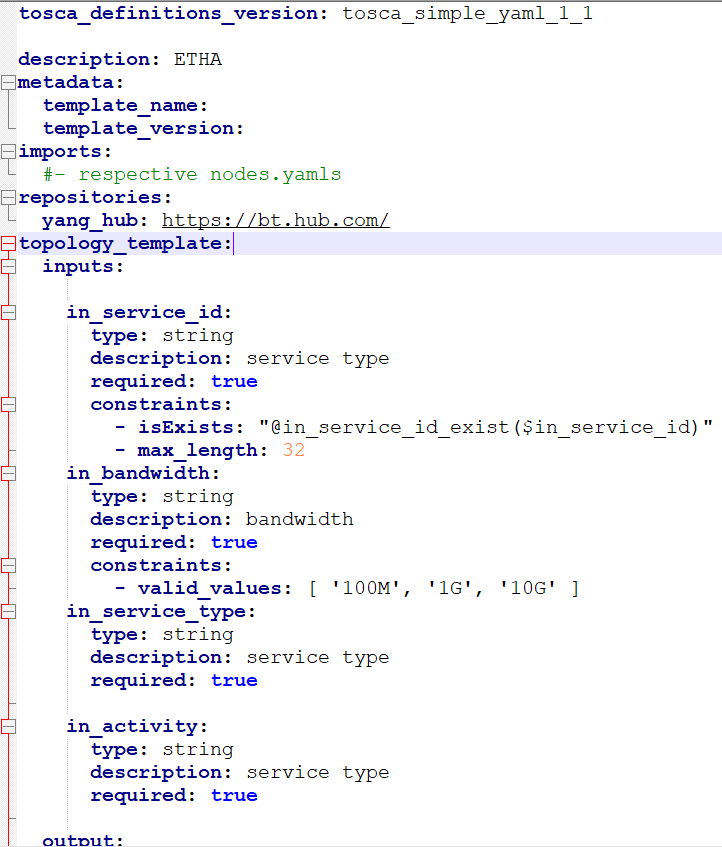 tosca_definitions_version: tosca_simple_yaml_1_1
description: ETHA
metadata:
template_name:
template_version:
imports:
#- respective nodes.yamls
repositories:
yang_hub: https://bt.hub.com/
topology_template:
inputs:
in_service_id:
type: string
description: service type
required: true
constraints:
- isExists: "@in_service_id_exist($in_service_id)"
- max_length: 32
in_bandwidth:
type: string
description: bandwidth
required: true
constraints:
- valid_values: [ '100M', '1G', '10G' ]
in_service_type:
type: string
description: service type
required: true
in_activity:
type: string
description: service type
required: true
output: